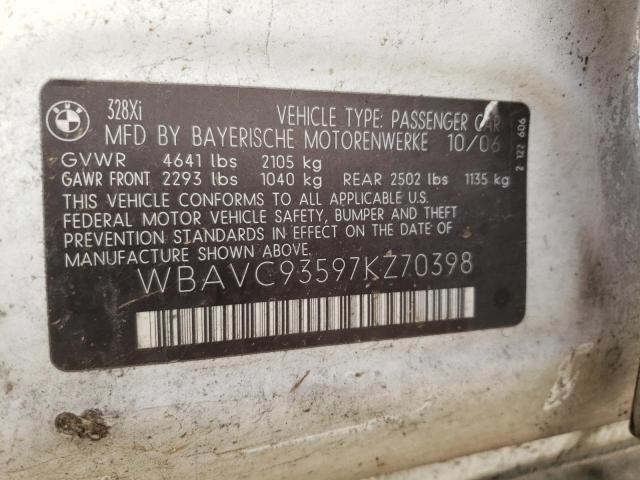 BMW
328Xi VEHICLE TYPE: PASSENGER CAR
MFD BY BAYERISCHE MOTORENWERKE 10/06
GVWR 4641 lbs 2105 kg
GAWR FRONT 2293 lbs 1040 kg REAR 2502 lbs 1135 kg
THIS VEHICLE CONFORMS TO ALL APPLICABLE U.S.
FEDERAL MOTOR VEHICLE SAFETY, BUMPER AND THEFT
PREVENTION STANDARDS IN EFFECT ON THE DATE OF
MANUFACTURE SHOWN ABOVE.
WBAVC93597KZ70398
2 122 606